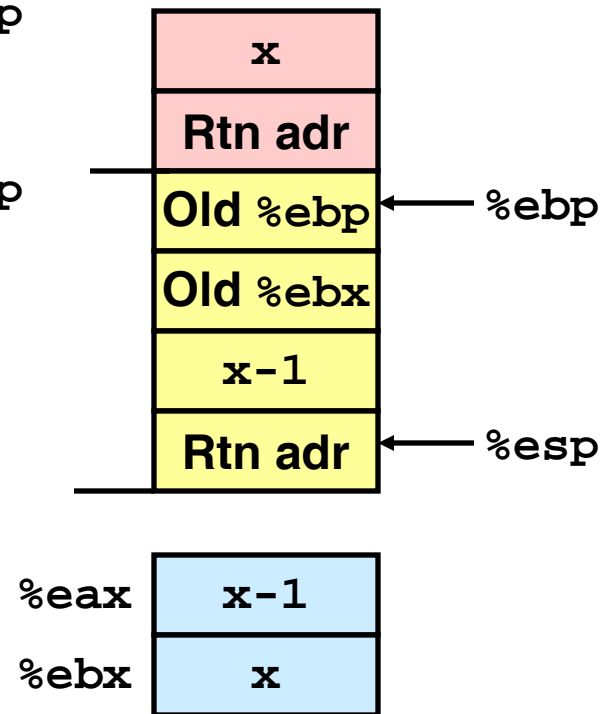 p
x
Rtn adr
p
Old %ebp
%ebp
Old %ebx
x-1
Rtn adr
%esp
%eax
x-1
%ebx
x